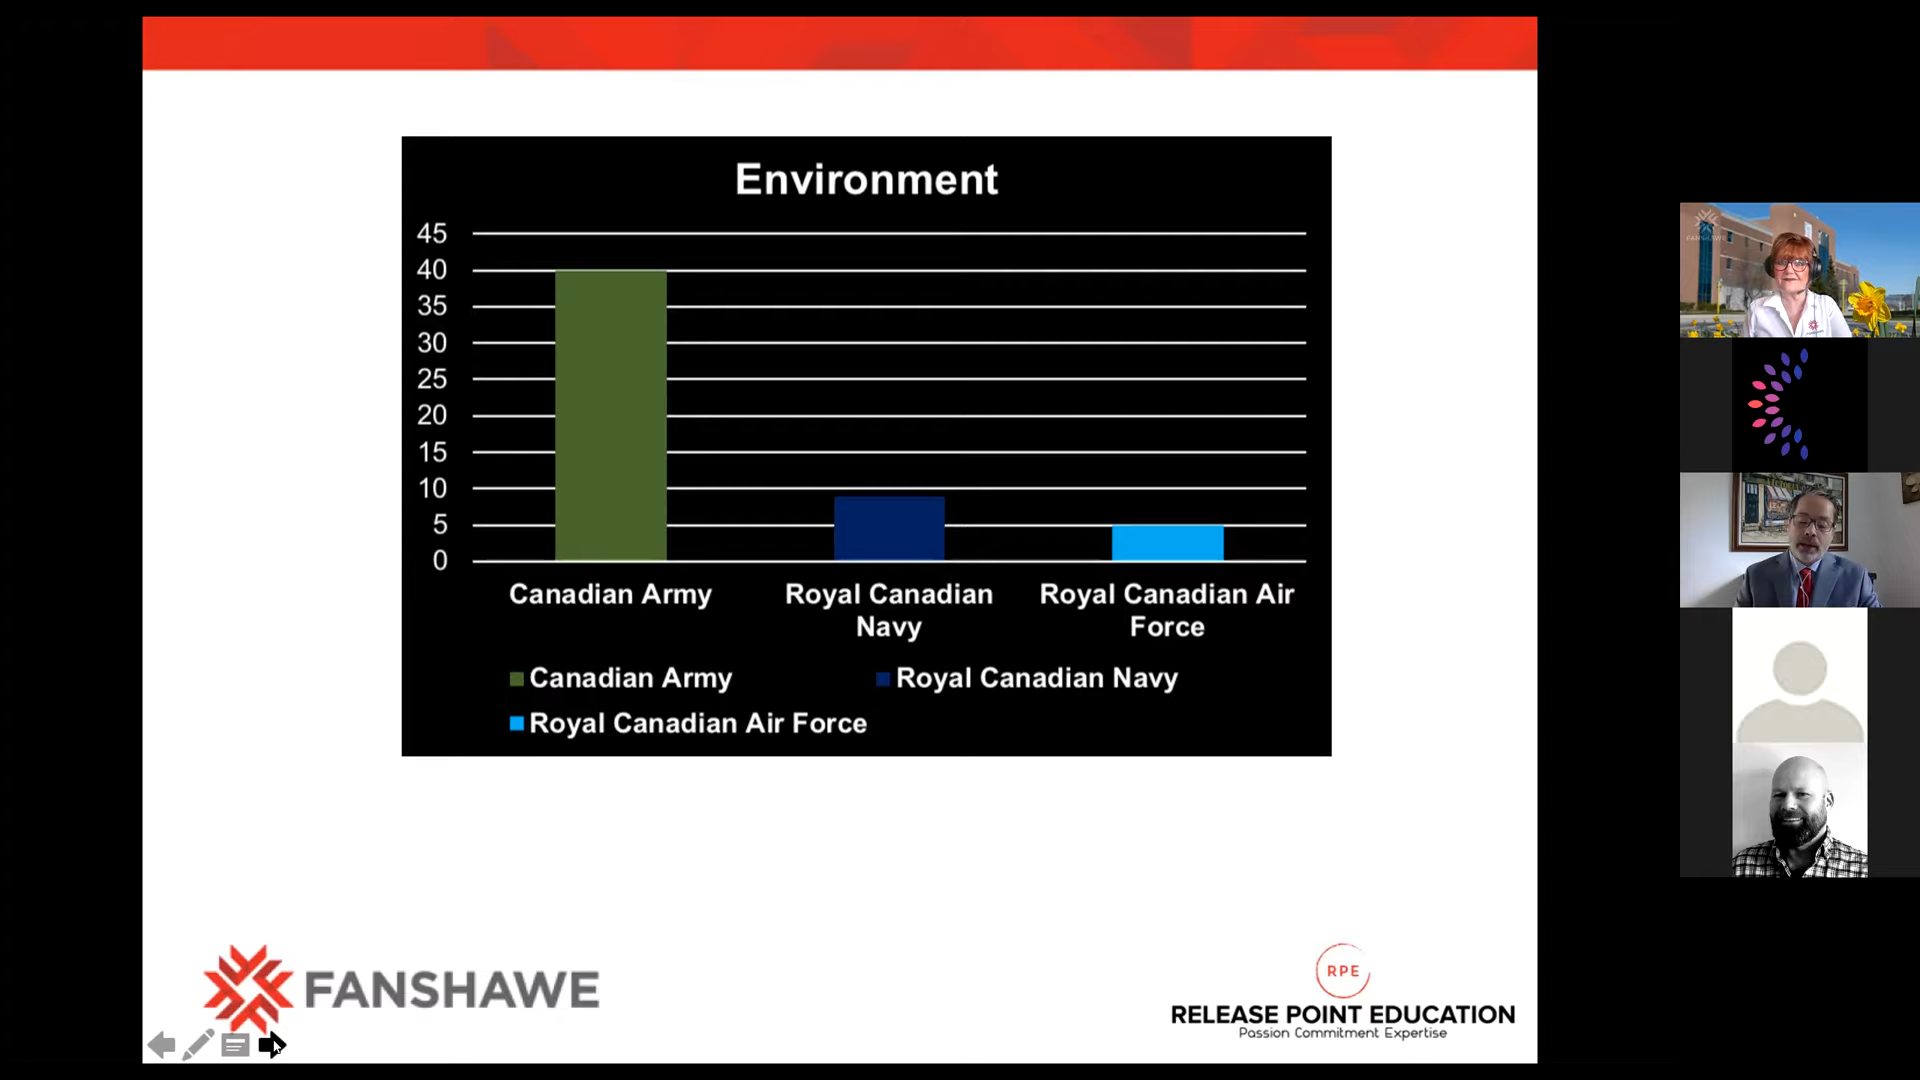 Environment
45
40
35
30
25
20
15
10
5
0
Canadian Army
Royal Canadian
Navy
Royal Canadian Air
Force
Canadian Army
Royal Canadian Navy
Royal Canadian Air Force
FANSHAWE
RPE
RELEASE POINT EDUCATION
Passion Commitment Expertise
FANSHAWE